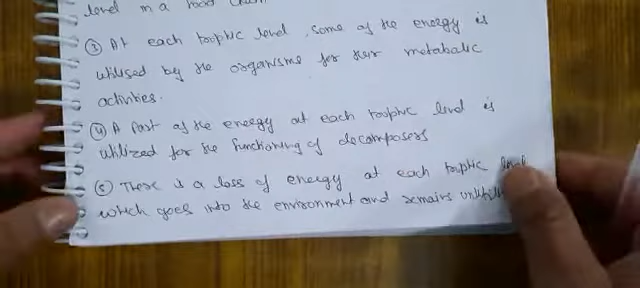 level in a food chain
③ At each trophic level, some of the energy is
utilised by the organisms for their metabolic
activities.
④ A part of the energy at each trophic level is
utilized for the functioning of decomposers
⑤ There is a loss of energy at each trophic level
which goes into the environment and remains